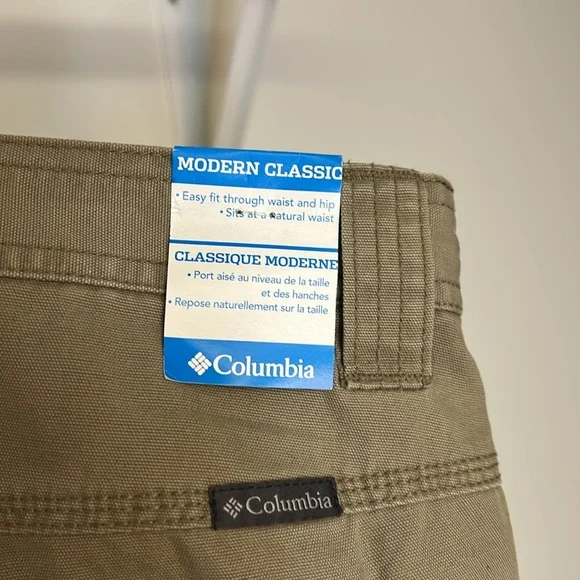 MODERN CLASSIC
• Easy fit through waist and hip
• Sits at a natural waist
CLASSIQUE MODERNE
• Port aisé au niveau de la taille
et des hanches
• Repose naturellement sur la taille
Columbia
Columbia